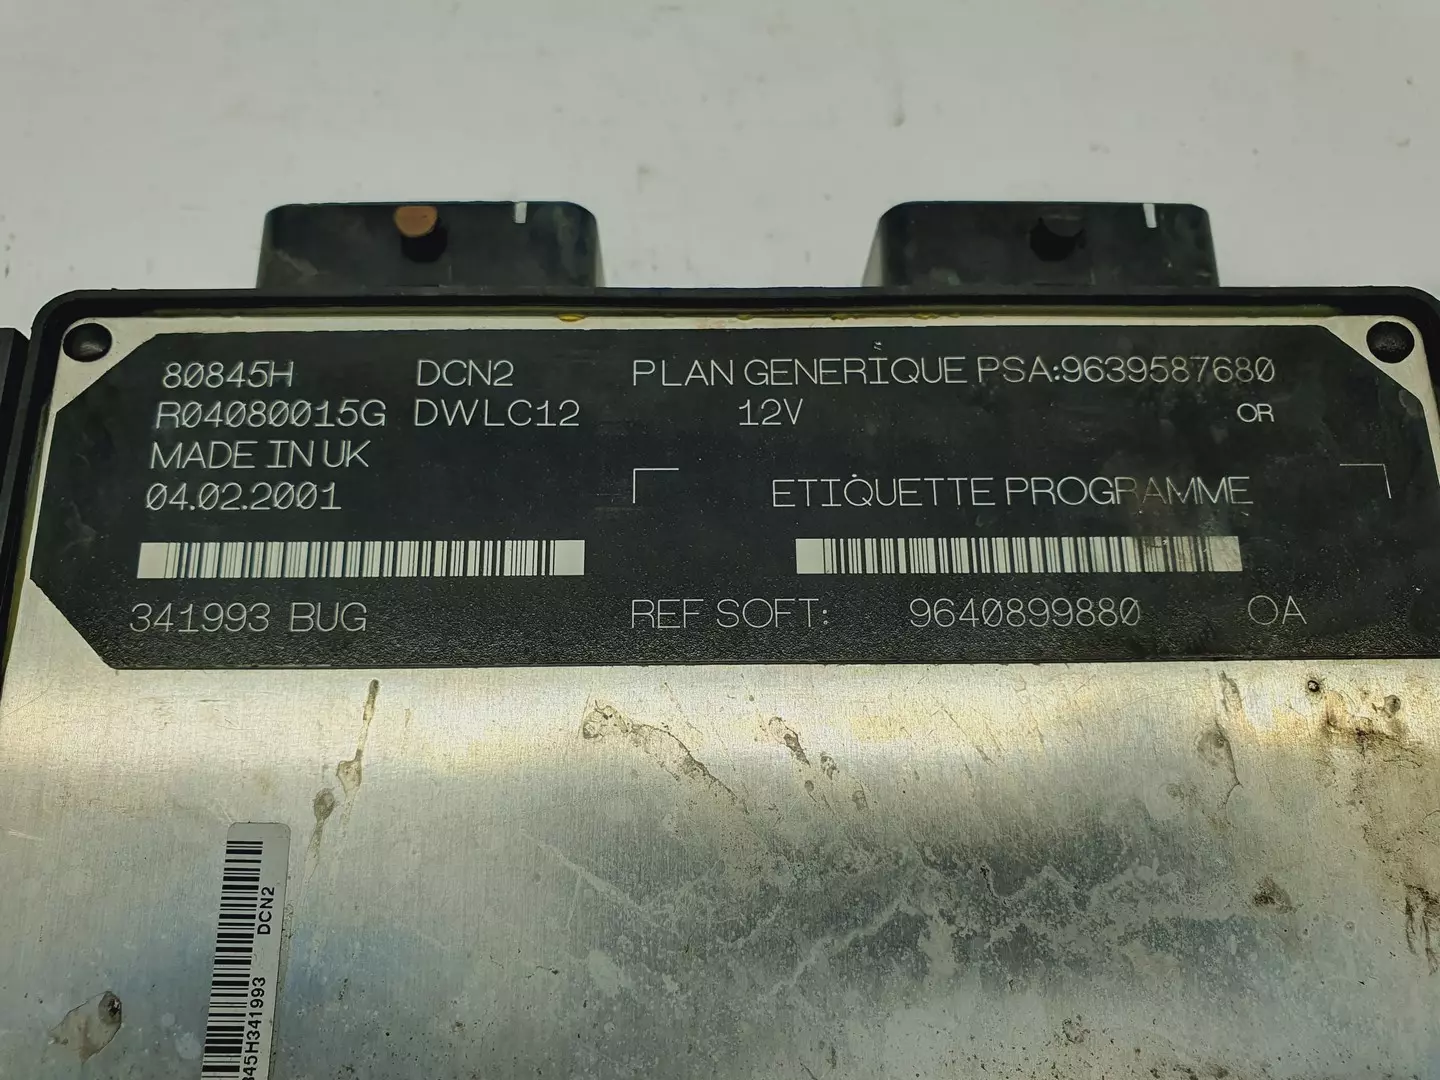 80845H DCN2 PLAN GENERIQUE PSA:9639587680
R04080015G DWLC12 12V OR
MADE IN UK
04.02.2001 ETIQUETTE PROGRAMME
341993 BUG REF SOFT: 9640899880 OA
DCN2
845H341993